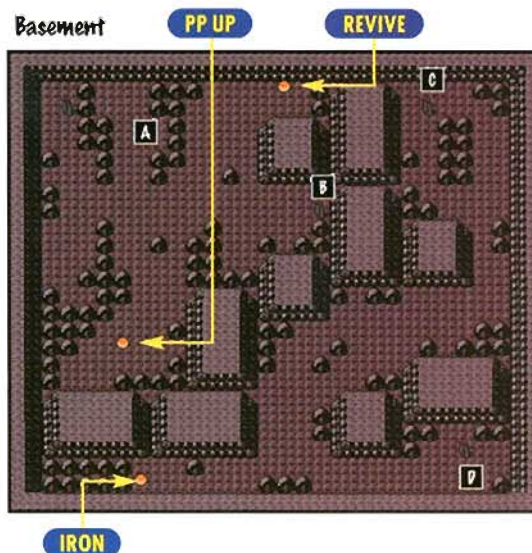 Basement
PP UP
REVIVE
C
A
B
D
IRON